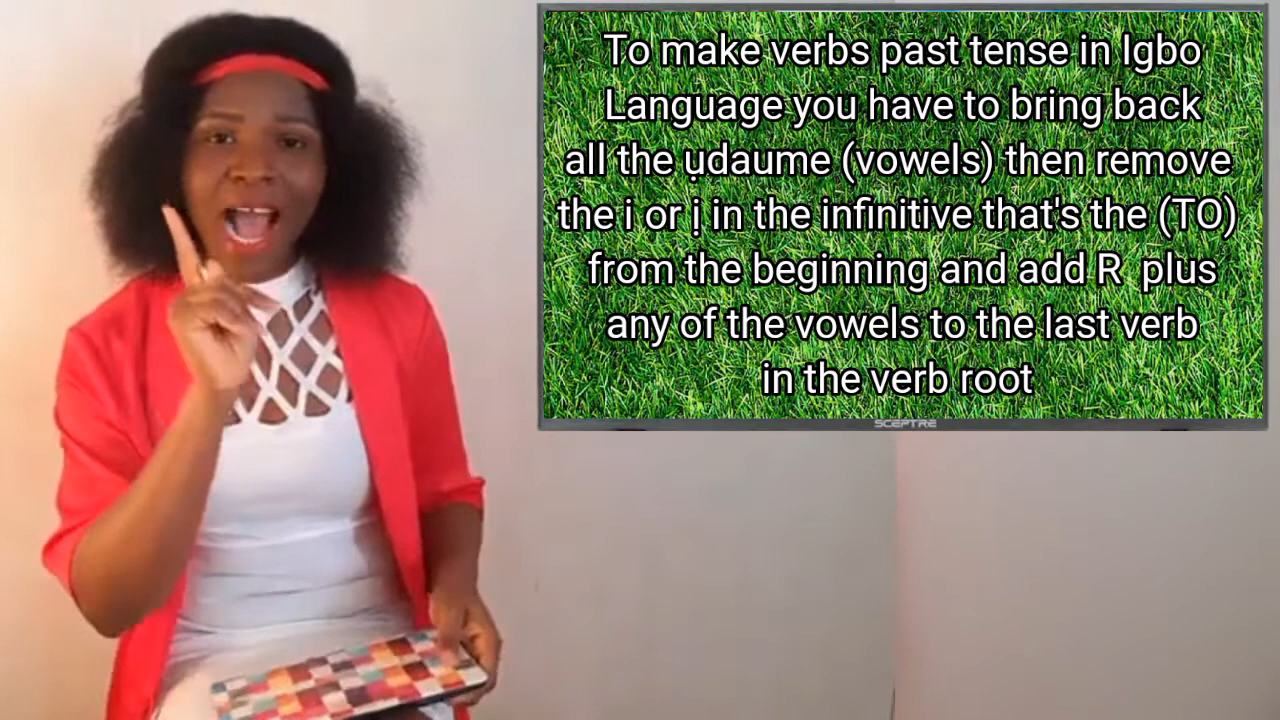 To make verbs past tense in Igbo
Language you have to bring back
all the ụdaume (vowels) then remove
the i or ị in the infinitive that's the (TO)
from the beginning and add R  plus
any of the vowels to the last verb
in the verb root
SCEPTRE